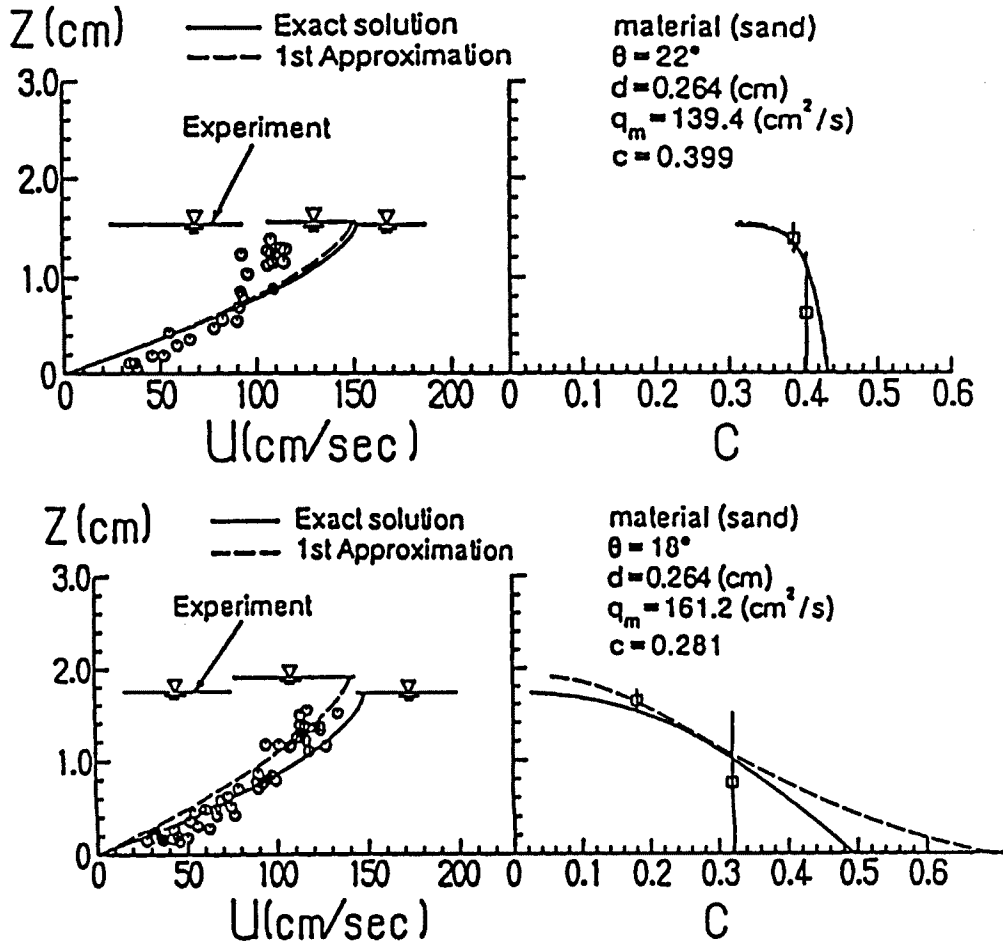 Z(cm)
Exact solution
1st Approximation
material (sand)
θ=22°
d=0.264 (cm)
qm=139.4 (cm²/s)
c=0.399
Experiment
3.0
2.0
1.0
0
0 50 100 150 200 0 0.1 0.2 0.3 0.4 0.5 0.6
U(cm/sec) C
Z(cm)
Exact solution
1st Approximation
material (sand)
θ=18°
d=0.264 (cm)
qm=161.2 (cm²/s)
c=0.281
Experiment
3.0
2.0
1.0
0
0 50 100 150 200 0 0.1 0.2 0.3 0.4 0.5 0.6
U(cm/sec) C